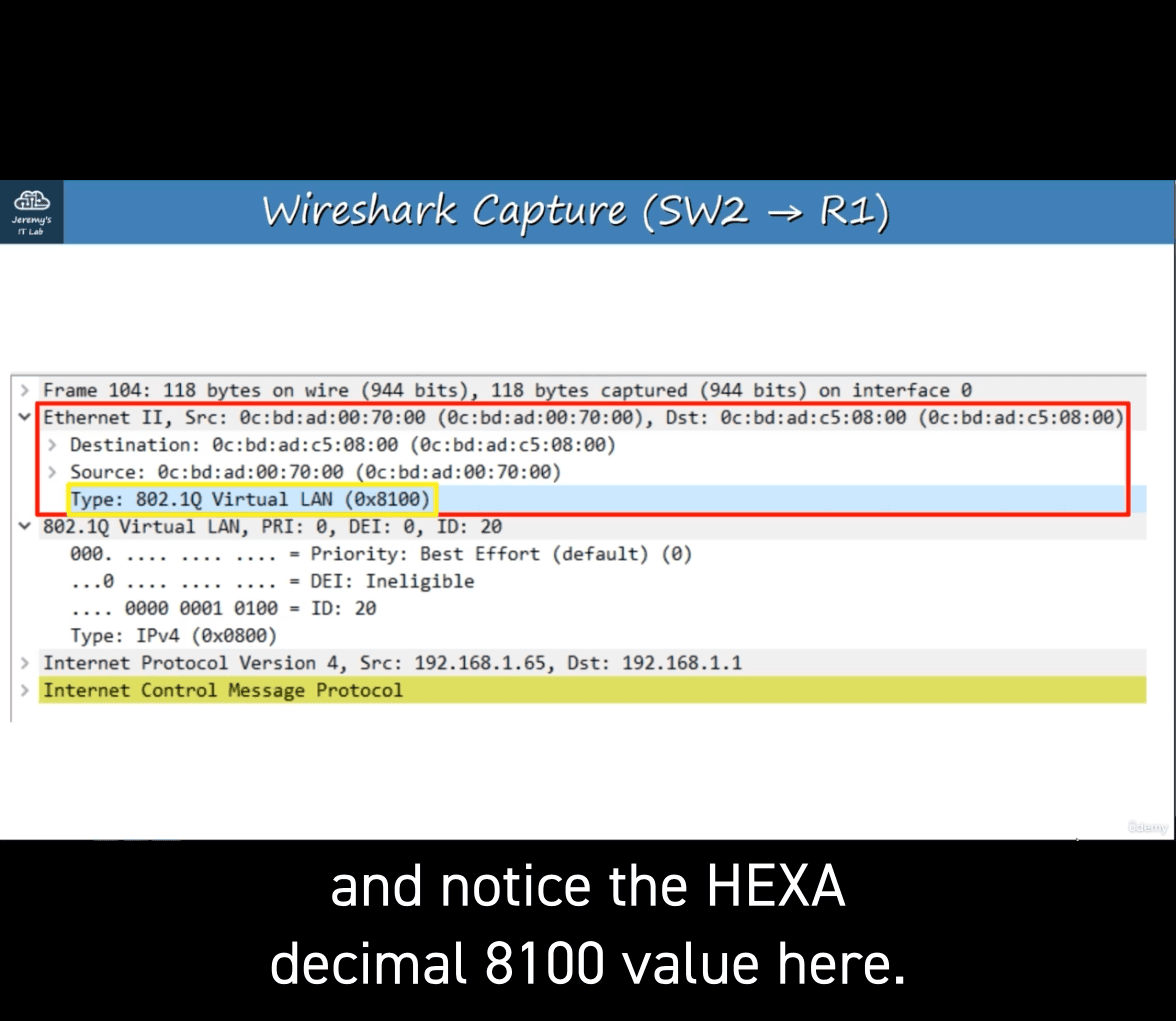 Jeremy's
IT Lab
Wireshark Capture (SW2 → R1)
Frame 104: 118 bytes on wire (944 bits), 118 bytes captured (944 bits) on interface 0
Ethernet II, Src: 0c:bd:ad:00:70:00 (0c:bd:ad:00:70:00), Dst: 0c:bd:ad:c5:08:00 (0c:bd:ad:c5:08:00)
Destination: 0c:bd:ad:c5:08:00 (0c:bd:ad:c5:08:00)
Source: 0c:bd:ad:00:70:00 (0c:bd:ad:00:70:00)
Type: 802.1Q Virtual LAN (0x8100)
802.1Q Virtual LAN, PRI: 0, DEI: 0, ID: 20
000. .... .... .... = Priority: Best Effort (default) (0)
...0 .... .... .... = DEI: Ineligible
.... 0000 0001 0100 = ID: 20
Type: IPv4 (0x0800)
Internet Protocol Version 4, Src: 192.168.1.65, Dst: 192.168.1.1
Internet Control Message Protocol
Udemy
and notice the HEXA
decimal 8100 value here.